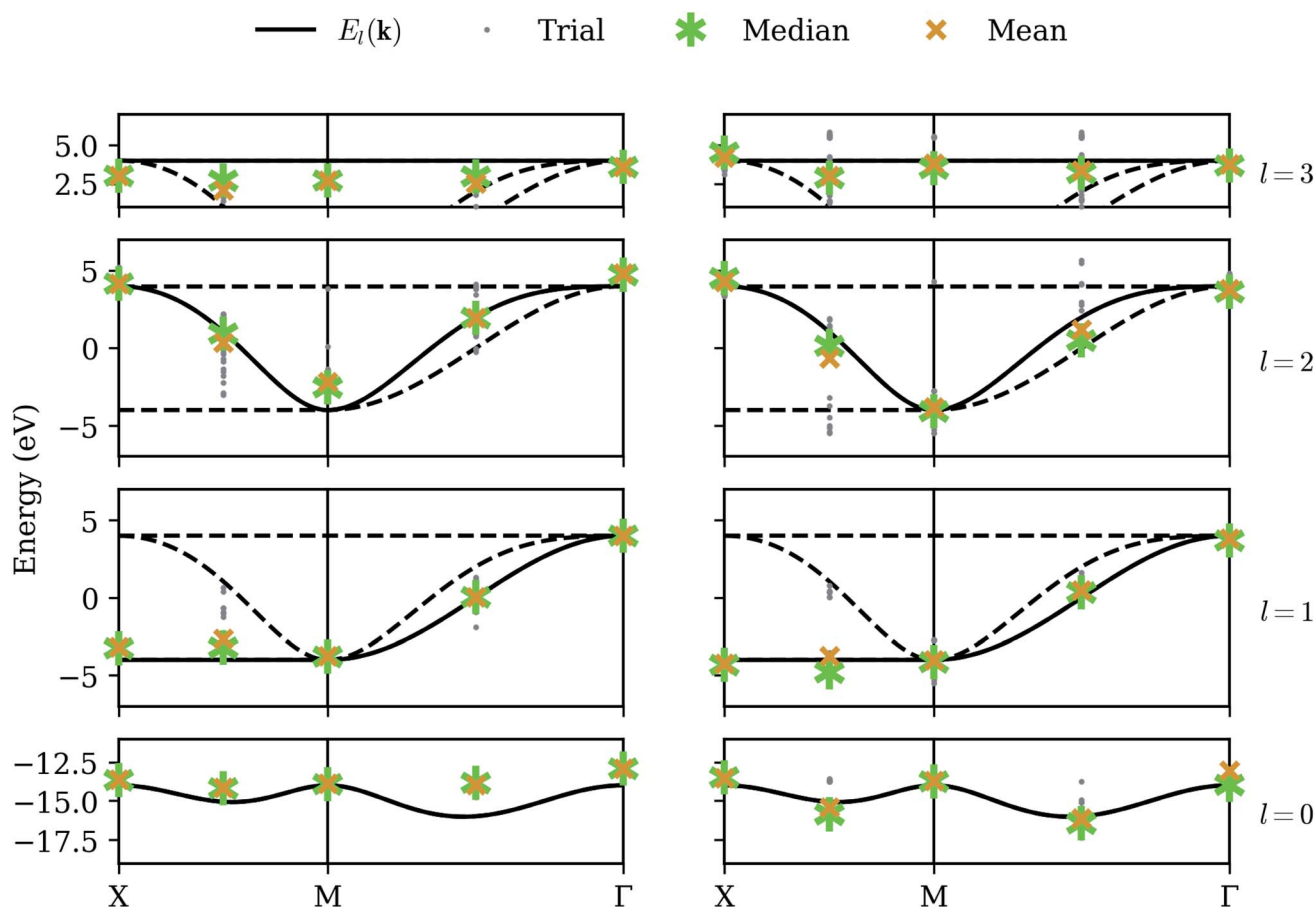 E_l(k) Trial Median Mean
5.0
2.5
l = 3
5
0
−5
l = 2
Energy (eV)
5
0
−5
l = 1
−12.5
−15.0
−17.5
l = 0
X M Γ X M Γ